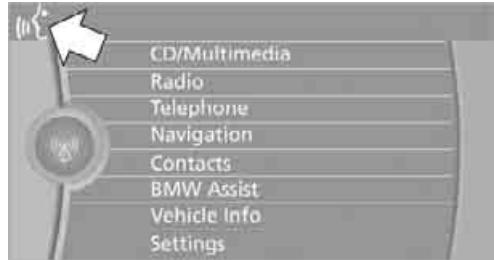 CD/Multimedia
Radio
Telephone
Navigation
Contacts
BMW Assist
Vehicle Info
Settings